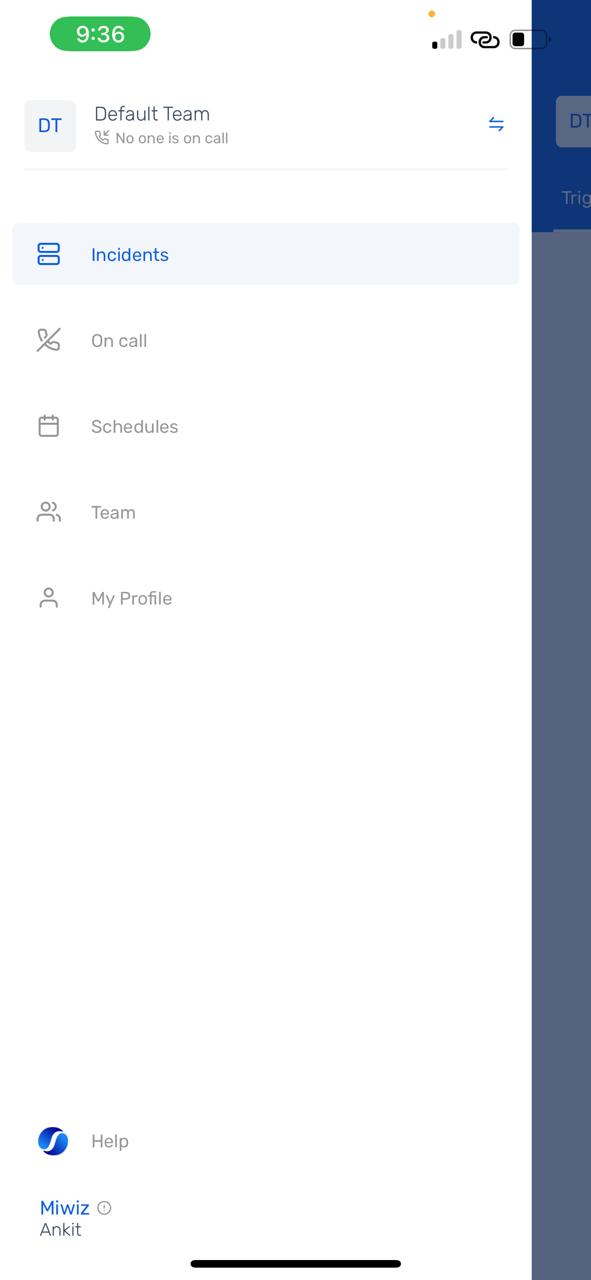 9:36
DT
Default Team
No one is on call
DT
Trig
Incidents
On call
Schedules
Team
My Profile
Help
Miwiz
Ankit